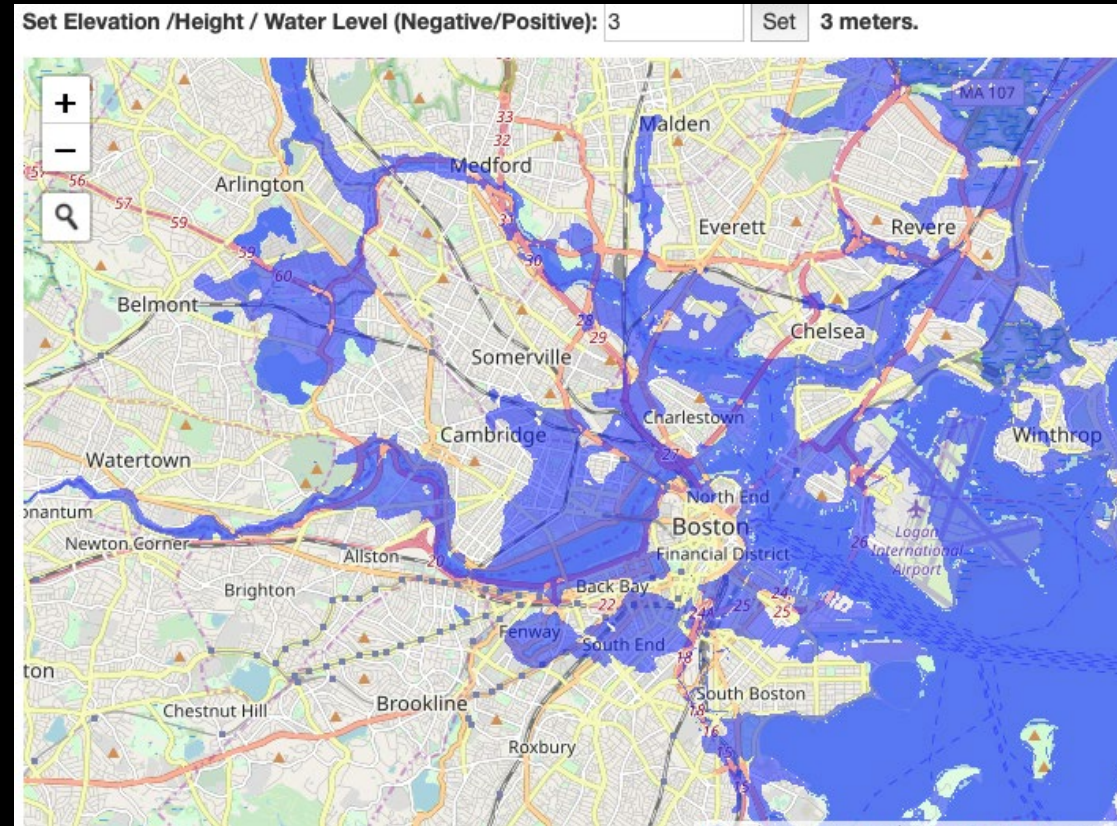 Set Elevation /Height / Water Level (Negative/Positive): 3 Set 3 meters.
+
−
MA 107
33
32
Malden
Medford
57
56
57
59
Arlington
31
59
60
30
Everett
Revere
Belmont
28
29
Chelsea
Somerville
Charlestown
Cambridge
27
Winthrop
Watertown
North End
Boston
onantum
Newton Corner
Allston
20
Financial District
26
Logan
International
Airport
Brighton
Back Bay
22
24
25
25
Fenway
South End
18
ton
Chestnut Hill
Brookline
South Boston
18
16
Roxbury